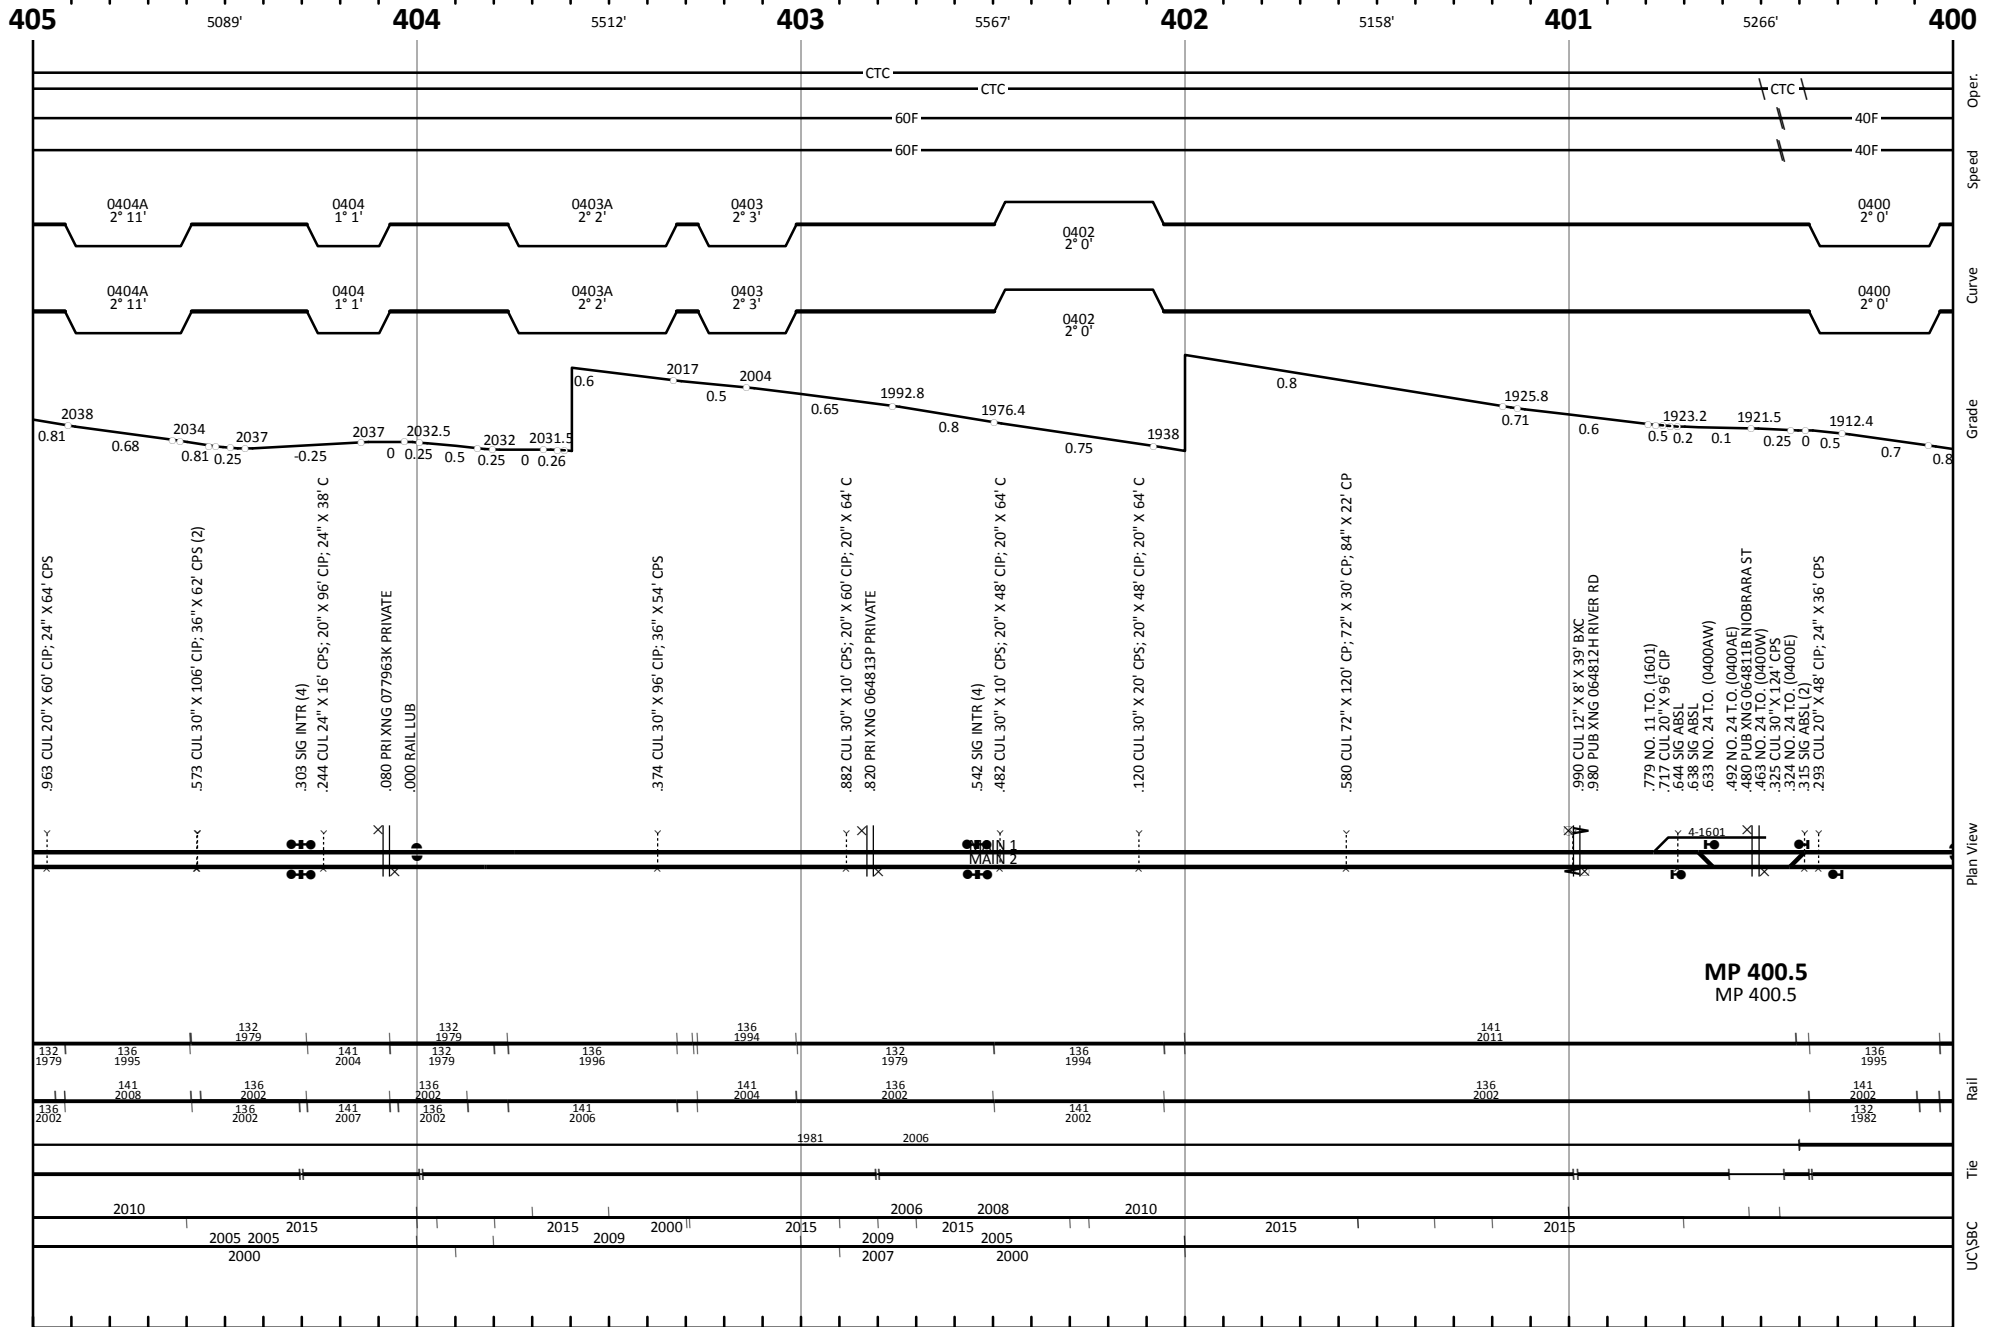 405 5089' 404 5512' 403 5567' 402 5158' 401 5266' 400
CTC
CTC CTC
Oper.
60F 40F
60F 40F
Speed
0404A 0404 0403A 0403 0400
2° 11' 1° 1' 2° 2' 2° 3' 2° 0'
0402
2° 0'
0404A 0404 0403A 0403 0400
2° 11' 1° 1' 2° 2' 2° 3' 2° 0'
0402
2° 0'
Curve
2038 2034 2037 2037 2032.5 2032 2031.5 2017 2004 1992.8 1976.4 1938 1925.8 1923.2 1921.5 1912.4
0.81 0.68 0.81 0.25 -0.25 0 0.25 0.5 0.25 0 0.26 0.6 0.5 0.65 0.8 0.75 0.8 0.71 0.6 0.5 0.2 0.1 0.25 0 0.5 0.7 0.8
Grade
.963 CUL 20" X 60' CIP; 24" X 64' CPS
.573 CUL 30" X 106' CIP; 36" X 62' CPS (2)
.303 SIG INTR (4)
.244 CUL 24" X 16' CPS; 20" X 96' CIP; 24" X 38' C
.080 PRI XNG 077963K PRIVATE
.000 RAIL LUB
.374 CUL 30" X 96' CIP; 36" X 54' CPS
.882 CUL 30" X 10' CPS; 20" X 60' CIP; 20" X 64' C
.820 PRI XNG 064813P PRIVATE
.542 SIG INTR (4)
.482 CUL 30" X 10' CPS; 20" X 48' CIP; 20" X 64' C
.120 CUL 30" X 20' CPS; 20" X 48' CIP; 20" X 64' C
.580 CUL 72" X 120' CP; 72" X 30' CP; 84" X 22' CP
.990 CUL 12" X 8' X 39' BXC
.980 PUB XNG 064812H RIVER RD
.779 NO. 11 T.O. (1601)
.717 CUL 20" X 96' CIP
.644 SIG ABSL
.638 SIG ABSL
.633 NO. 24 T.O. (0400AW)
.492 NO. 24 T.O. (0400AE)
.480 PUB XNG 064811B NIOBRARA ST
.463 NO. 24 T.O. (0400W)
.325 CUL 30" X 124' CPS
.324 NO. 24 T.O. (0400E)
.315 SIG ABSL (2)
.293 CUL 20" X 48' CIP; 24" X 36' CPS
4-1601
MAIN 1
MAIN 2
Plan View
MP 400.5
MP 400.5
132 132 136 141
1979 1979 1994 2011
132 136 141 132 136 132 136 136
1979 1995 2004 1979 1996 1979 1994 1995
141 136 136 141 136 136 141
2008 2002 2002 2004 2002 2002 2002
136 136 141 136 141 141 132
2002 2002 2007 2002 2006 2002 1982
Rail
1981 2006
Tie
2010 2006 2008 2010
2015 2015 2000 2015 2015 2015 2015
2005 2005 2009 2009 2005
2000 2007 2000
UC\SBC